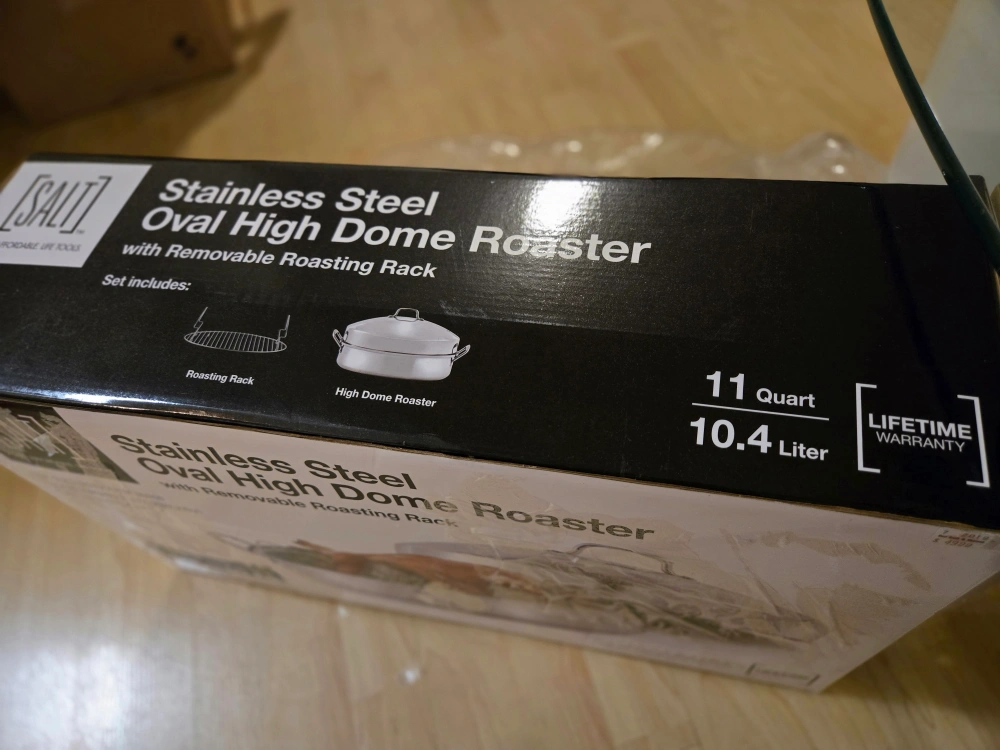 [SALT]™
AFFORDABLE LIFE TOOLS
Stainless Steel
Oval High Dome Roaster
with Removable Roasting Rack
Set includes:
Roasting Rack
High Dome Roaster
11 Quart
10.4 Liter
[LIFETIME
WARRANTY]
Stainless Steel
Oval High Dome Roaster
with Removable Roasting Rack